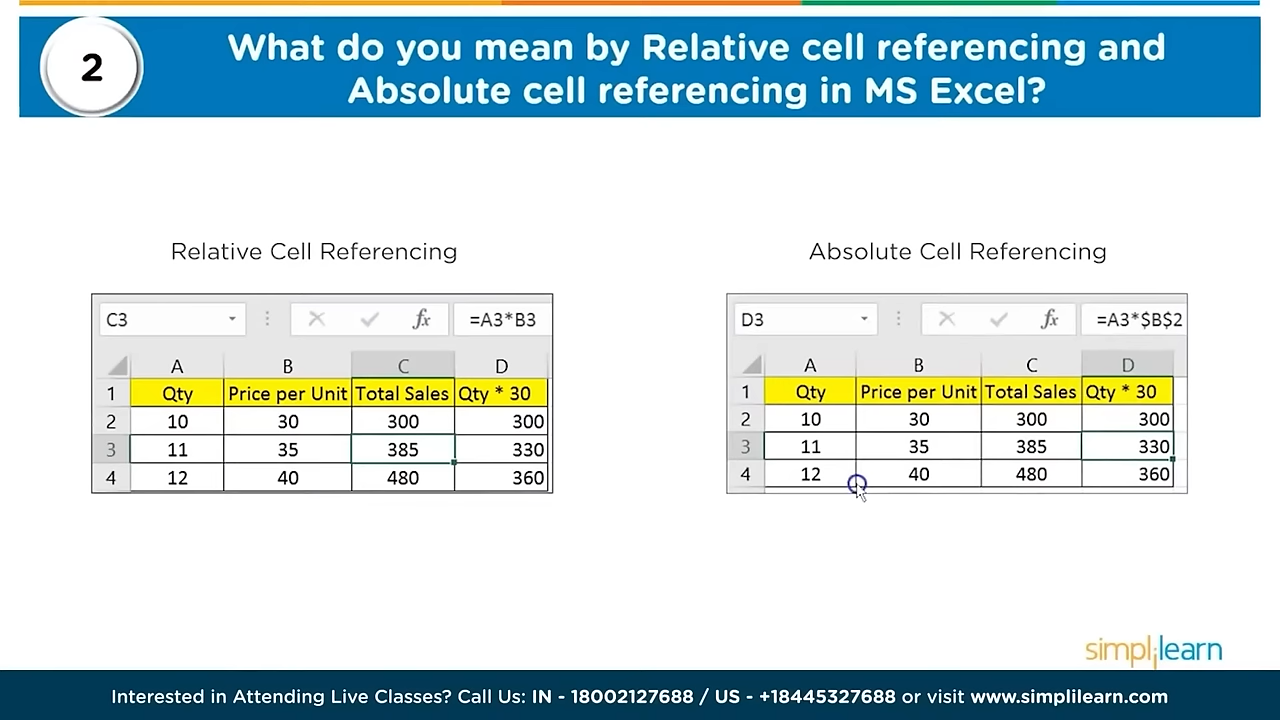 2
What do you mean by Relative cell referencing and
Absolute cell referencing in MS Excel?
Relative Cell Referencing
C3 fx =A3*B3
A B C D
1 Qty Price per Unit Total Sales Qty * 30
2 10 30 300 300
3 11 35 385 330
4 12 40 480 360
Absolute Cell Referencing
D3 fx =A3*$B$2
A B C D
1 Qty Price per Unit Total Sales Qty * 30
2 10 30 300 300
3 11 35 385 330
4 12 40 480 360
simplilearn
Interested in Attending Live Classes? Call Us: IN - 18002127688 / US - +18445327688 or visit www.simplilearn.com